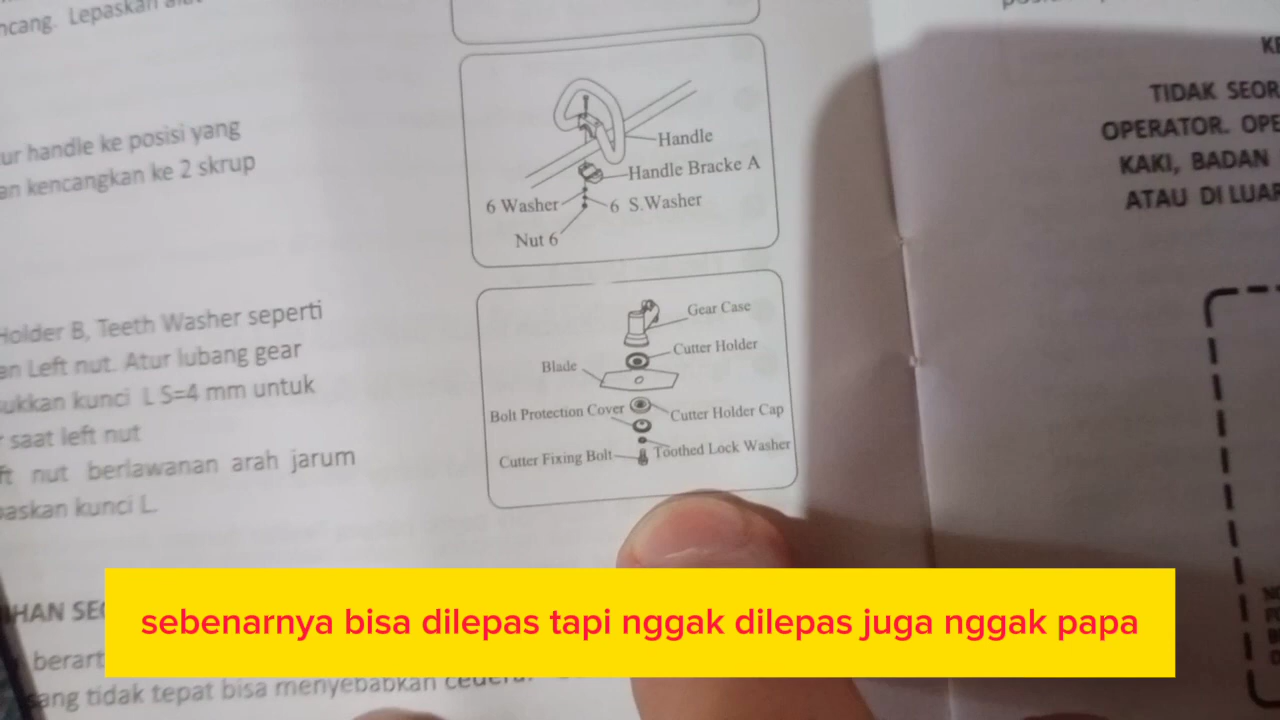 ncang. Lepaskan alat
ur handle ke posisi yang
an kencangkan ke 2 skrup
Handle
Handle Bracke A
6 Washer
6 S.Washer
Nut 6
Holder B, Teeth Washer seperti
an Left nut. Atur lubang gear
ukkan kunci L S=4 mm untuk
saat left nut
ft nut berlawanan arah jarum
paskan kunci L.
Gear Case
Cutter Holder
Blade
Bolt Protection Cover
Cutter Holder Cap
Cutter Fixing Bolt
Toothed Lock Washer
TIDAK SEOR
OPERATOR. OPE
KAKI, BADAN
ATAU DI LUAR
HAN SE
sebenarnya bisa dilepas tapi nggak dilepas juga nggak papa
berart
sang tidak tepat bisa menyebabkan